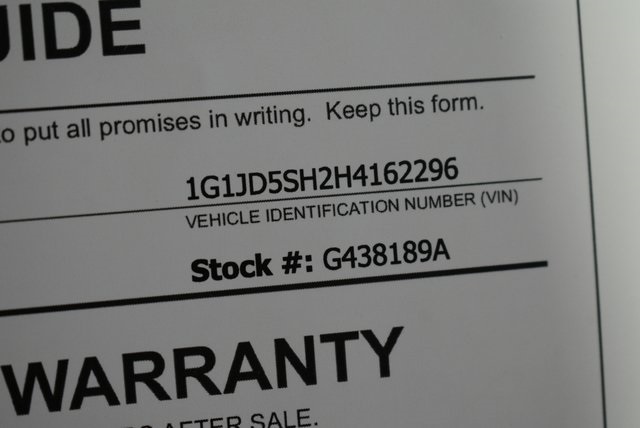 UIDE
to put all promises in writing. Keep this form.
1G1JD5SH2H4162296
VEHICLE IDENTIFICATION NUMBER (VIN)
Stock #: G438189A
WARRANTY
AFTER SALE.